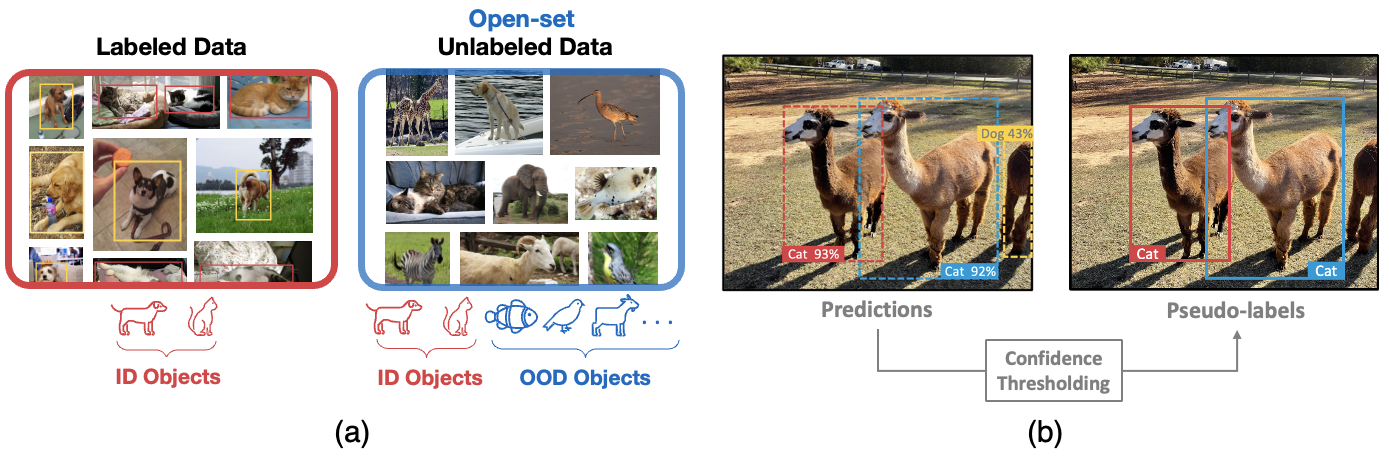 Labeled Data
Open-set
Unlabeled Data
ID Objects
ID Objects
OOD Objects
. . .
(a)
Dog 43%
Cat 93%
Cat 92%
Predictions
Cat
Cat
Pseudo-labels
Confidence
Thresholding
(b)